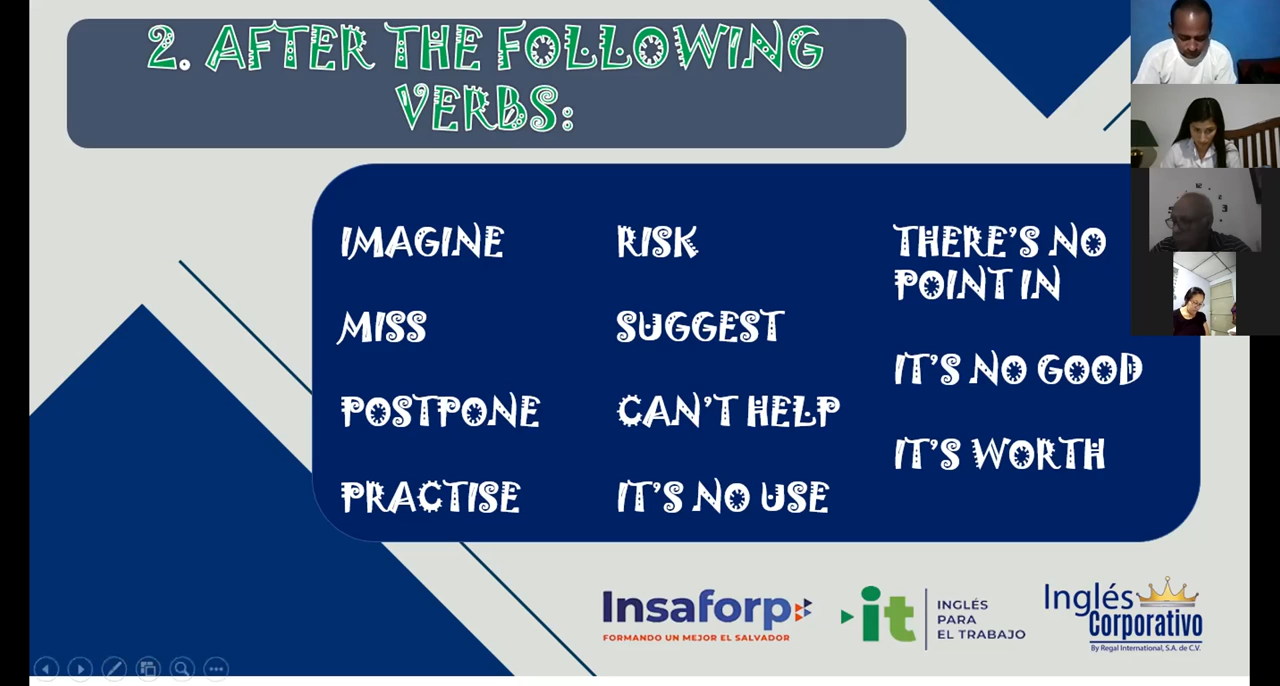 2. AFTER THE FOLLOWING
VERBS:
IMAGINE
MISS
POSTPONE
PRACTISE
RISK
SUGGEST
CAN'T HELP
IT'S NO USE
THERE'S NO
POINT IN
IT'S NO GOOD
IT'S WORTH
Insaforp
FORMANDO UN MEJOR EL SALVADOR
it
INGLÉS
PARA
EL TRABAJO
Inglés
Corporativo
By Regal International, S.A. de C.V.